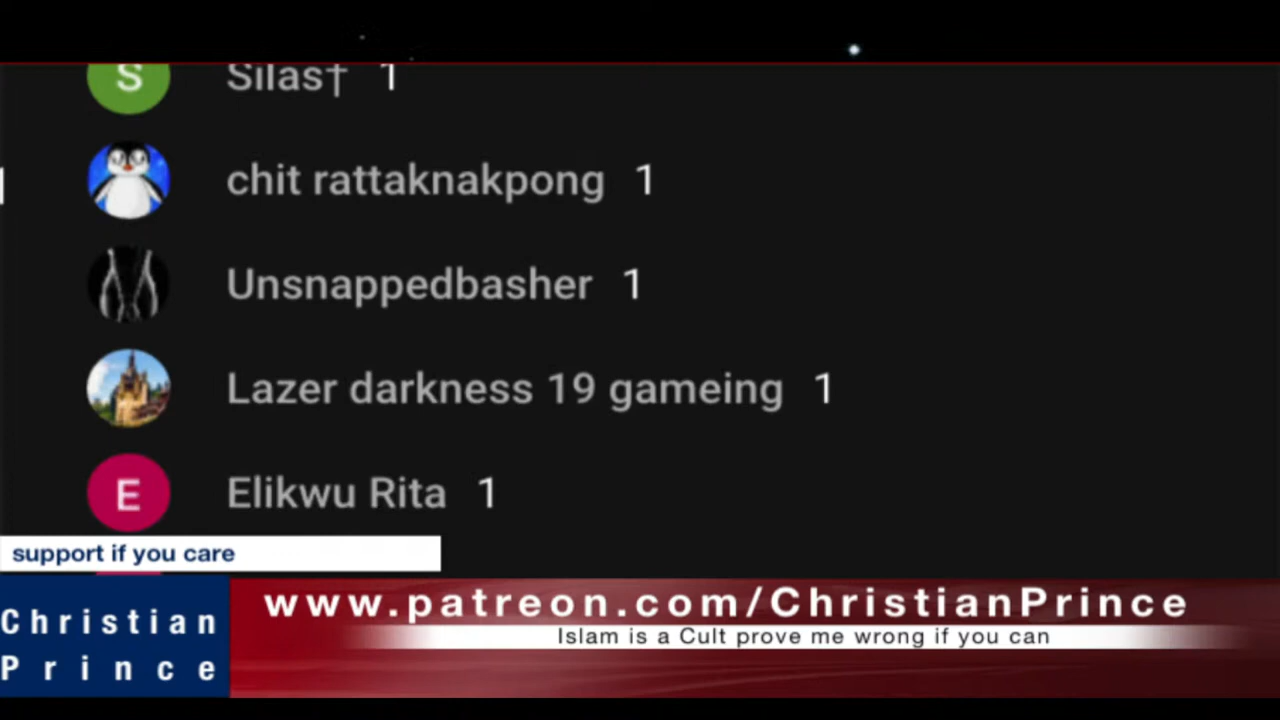 S Silas† 1
chit rattaknakpong 1
Unsnappedbasher 1
Lazer darkness 19 gameing 1
E Elikwu Rita 1
support if you care
Christian
Prince
www.patreon.com/ChristianPrince
Islam is a Cult prove me wrong if you can